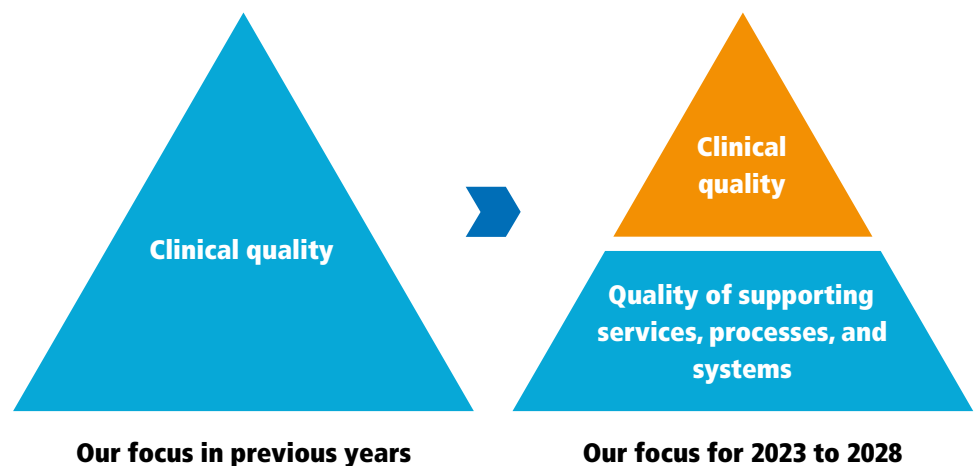 Clinical quality
Our focus in previous years
Clinical
quality
Quality of supporting
services, processes, and
systems
Our focus for 2023 to 2028